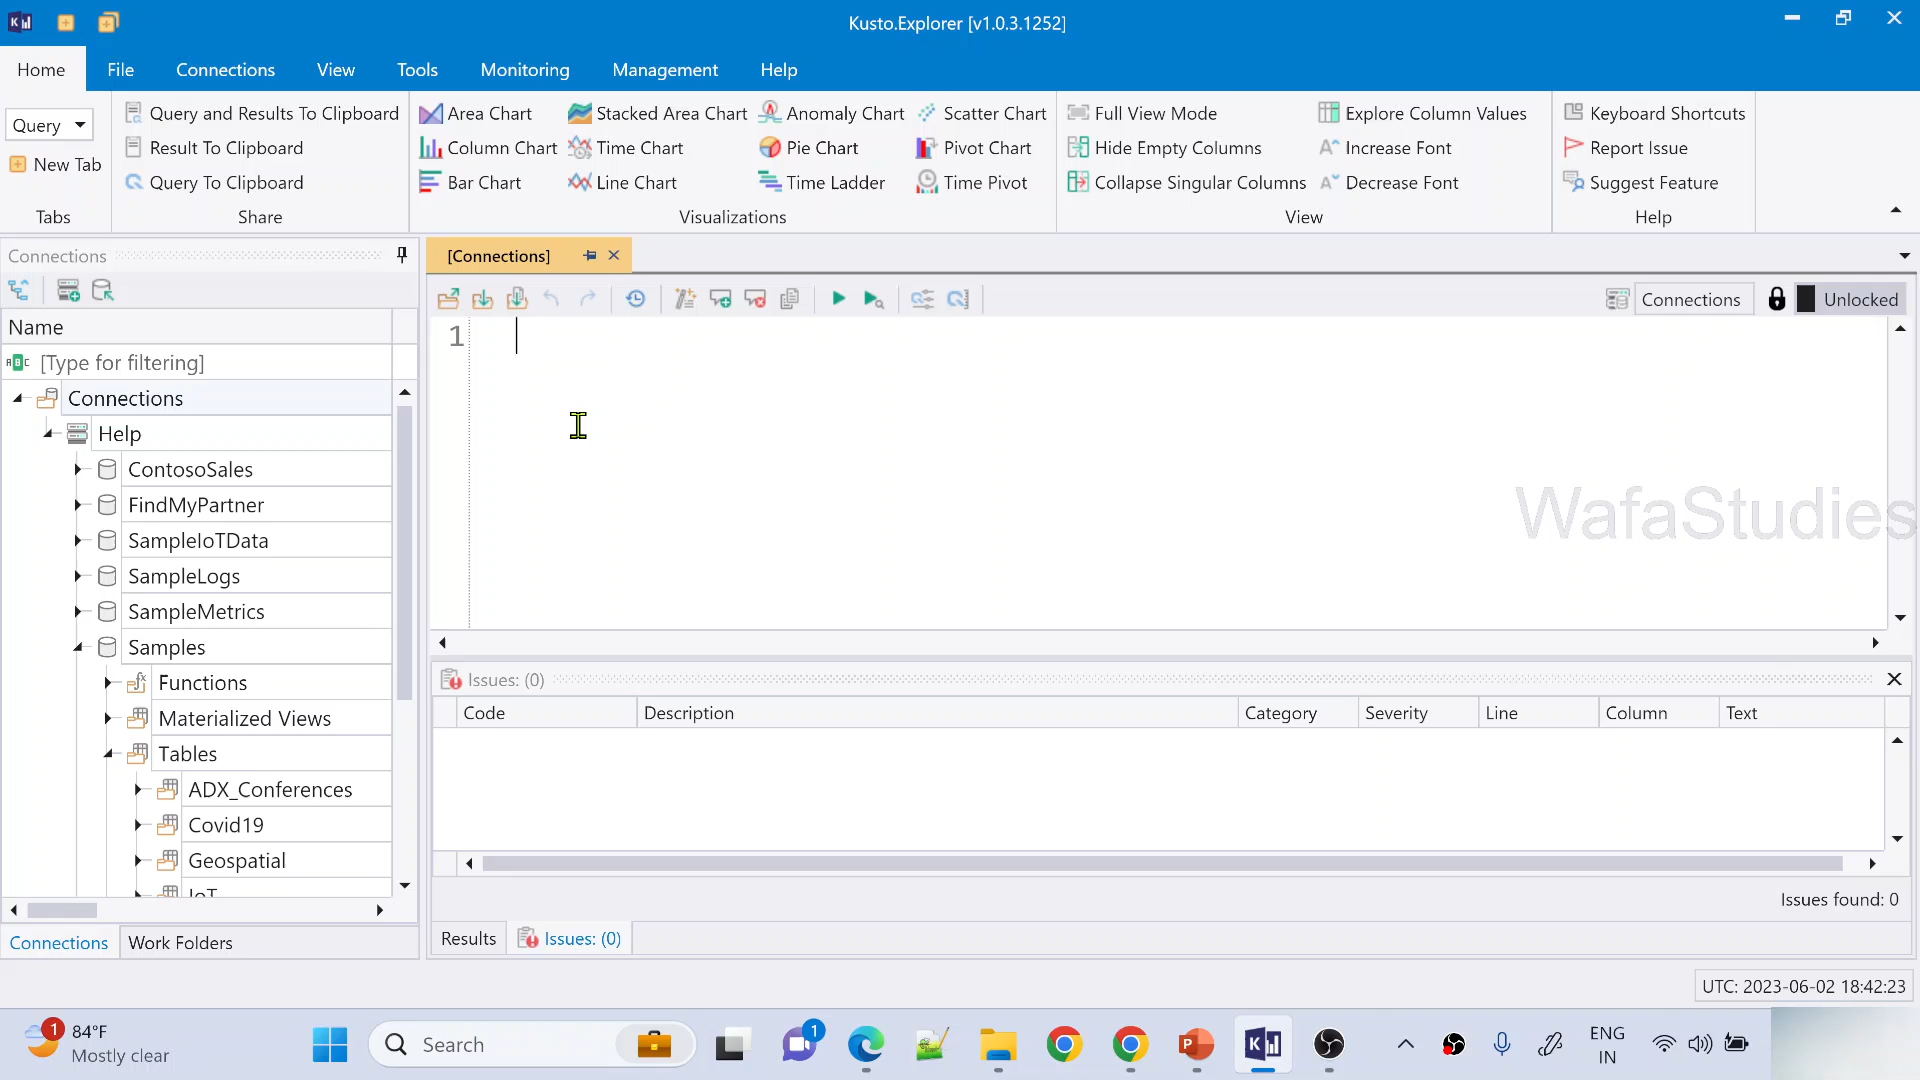 Kusto.Explorer [v1.0.3.1252]
Home File Connections View Tools Monitoring Management Help
Query
New Tab
Tabs
Query and Results To Clipboard
Result To Clipboard
Query To Clipboard
Share
Area Chart Stacked Area Chart Anomaly Chart Scatter Chart
Column Chart Time Chart Pie Chart Pivot Chart
Bar Chart Line Chart Time Ladder Time Pivot
Visualizations
Full View Mode Explore Column Values
Hide Empty Columns Increase Font
Collapse Singular Columns Decrease Font
View
Keyboard Shortcuts
Report Issue
Suggest Feature
Help
Connections
Name
[Type for filtering]
Connections
Help
ContosoSales
FindMyPartner
SampleIoTData
SampleLogs
SampleMetrics
Samples
Functions
Materialized Views
Tables
ADX_Conferences
Covid19
Geospatial
IoT
Connections Work Folders
[Connections]
Connections Unlocked
1
WafaStudies
Issues: (0)
Code Description Category Severity Line Column Text
Issues found: 0
Results Issues: (0)
UTC: 2023-06-02 18:42:23
1
84°F
Mostly clear
Search
1
ENG
IN